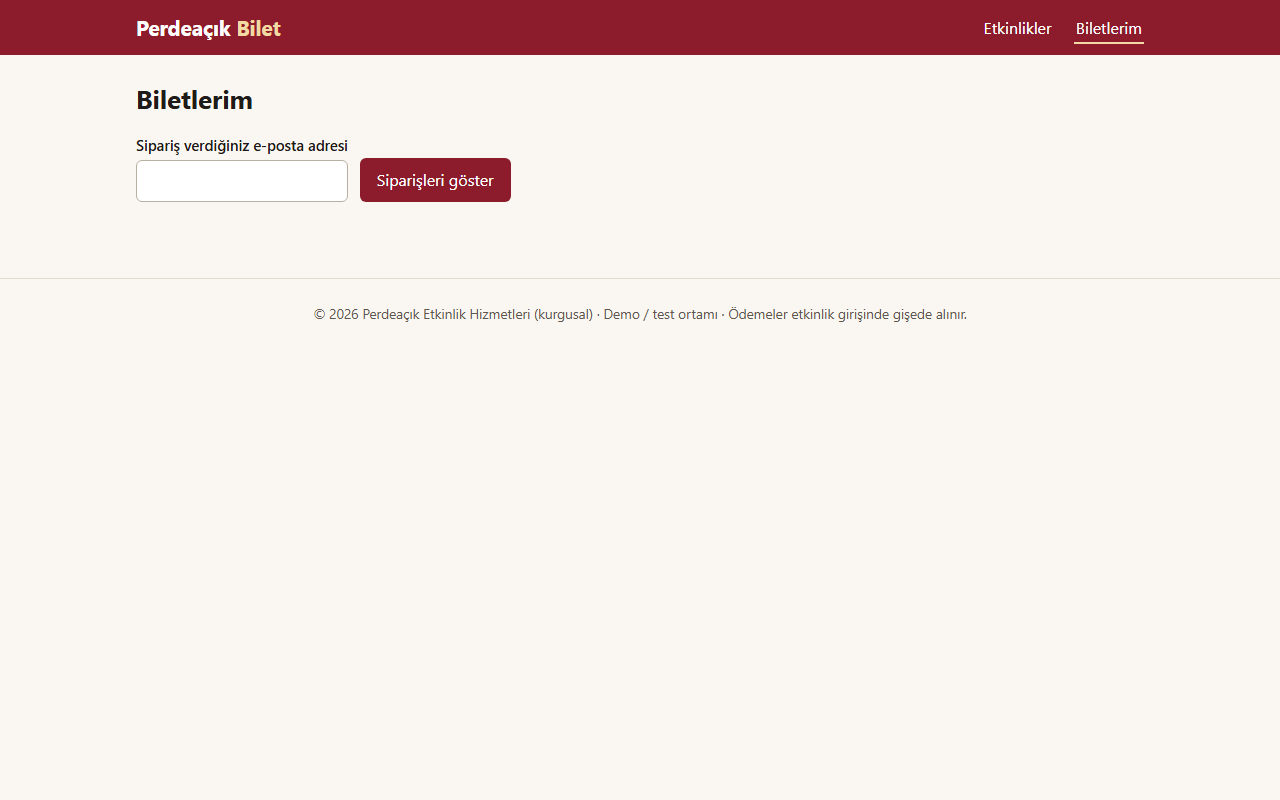 Perdeaçık Bilet
Etkinlikler
Biletlerim
Biletlerim
Sipariş verdiğiniz e-posta adresi
Siparişleri göster
© 2026 Perdeaçık Etkinlik Hizmetleri (kurgusal) · Demo / test ortamı · Ödemeler etkinlik girişinde gişede alınır.